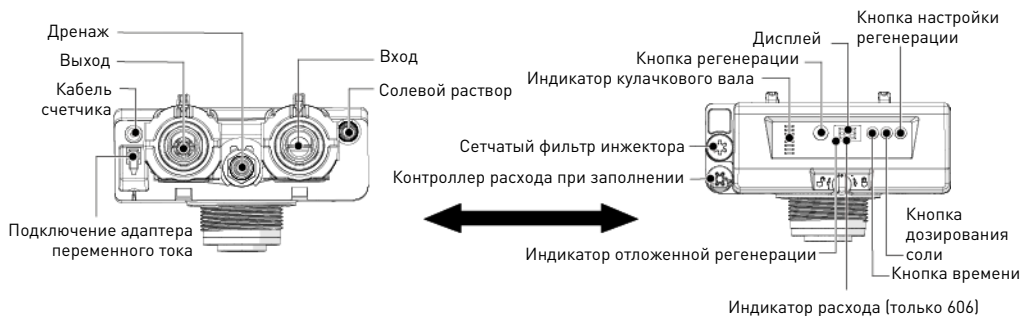 Дренаж
Выход
Кабель
счетчика
Вход
Солевой раствор
Подключение адаптера
переменного тока
Кнопка настройки
регенерации
Дисплей
Кнопка регенерации
Индикатор кулачкового вала
Сетчатый фильтр инжектора
Контроллер расхода при заполнении
Индикатор отложенной регенерации
Кнопка
дозирования
соли
Кнопка времени
Индикатор расхода (только 606)